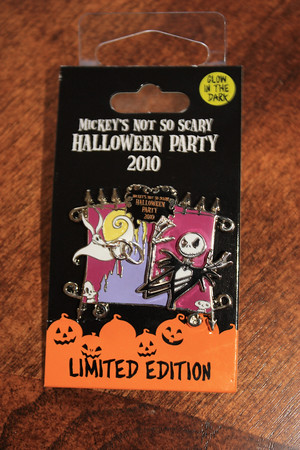 GLOW
IN THE
DARK
MICKEY'S NOT SO SCARY
HALLOWEEN PARTY
2010
MICKEY'S NOT SO SCARY
HALLOWEEN
PARTY
2010
LIMITED EDITION